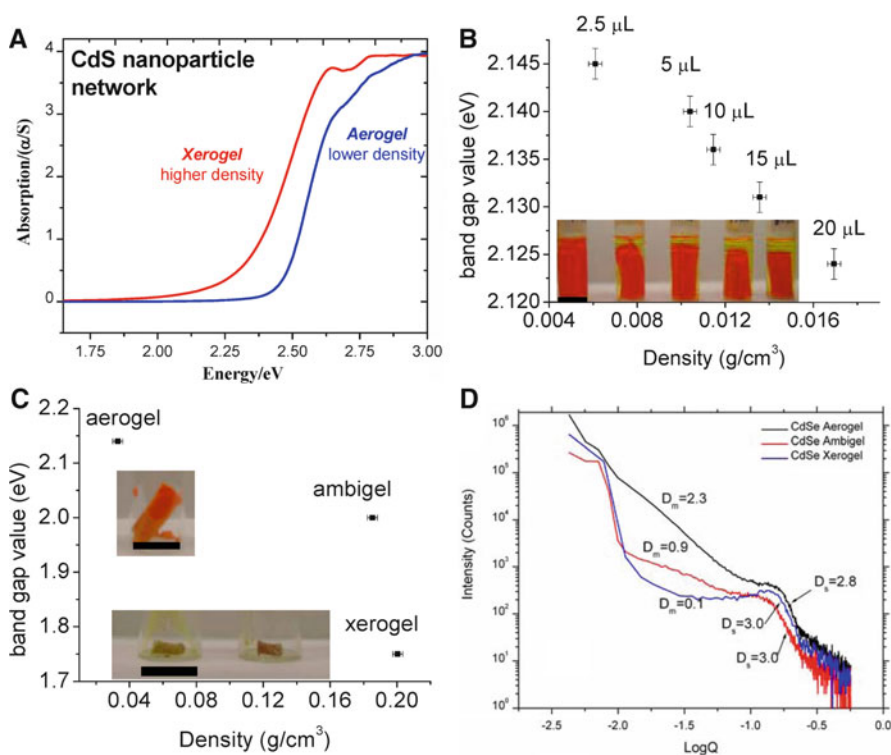 A
CdS nanoparticle
network
Xerogel
higher density
Aerogel
lower density
Absorption/(α/S)
4
3
2
1
0
1.75 2.00 2.25 2.50 2.75 3.00
Energy/eV
B
2.5 μL
5 μL
10 μL
15 μL
20 μL
band gap value (eV)
2.145
2.140
2.135
2.130
2.125
2.120
0.004 0.008 0.012 0.016
Density (g/cm³)
C
aerogel
ambigel
xerogel
band gap value (eV)
2.2
2.1
2.0
1.9
1.8
1.7
0.04 0.08 0.12 0.16 0.20
Density (g/cm³)
D
CdSe Aerogel
CdSe Ambigel
CdSe Xerogel
Dₘ=2.3
Dₘ=0.9
Dₘ=0.1
Dₛ=2.8
Dₛ=3.0
Dₛ=3.0
Intensity (Counts)
10⁶
10⁵
10⁴
10³
10²
10¹
10⁰
-2.5 -2.0 -1.5 -1.0 -0.5 0.0
LogQ